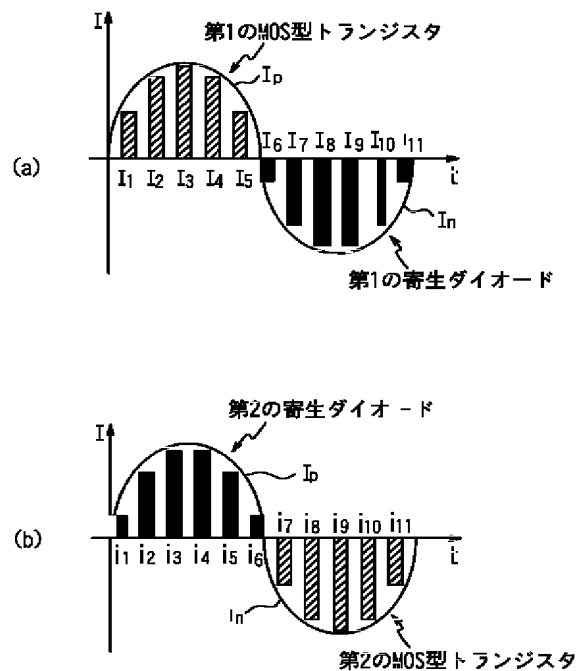 第1のMOS型トランジスタ
I
Ip
(a)
I1 I2 I3 I4 I5
I6 I7 I8 I9 I10 I11
t
In
第1の寄生ダイオード
第2の寄生ダイオード
I
Ip
(b)
i1 i2 i3 i4 i5 i6
i7 i8 i9 i10 i11
t
In
第2のMOS型トランジスタ